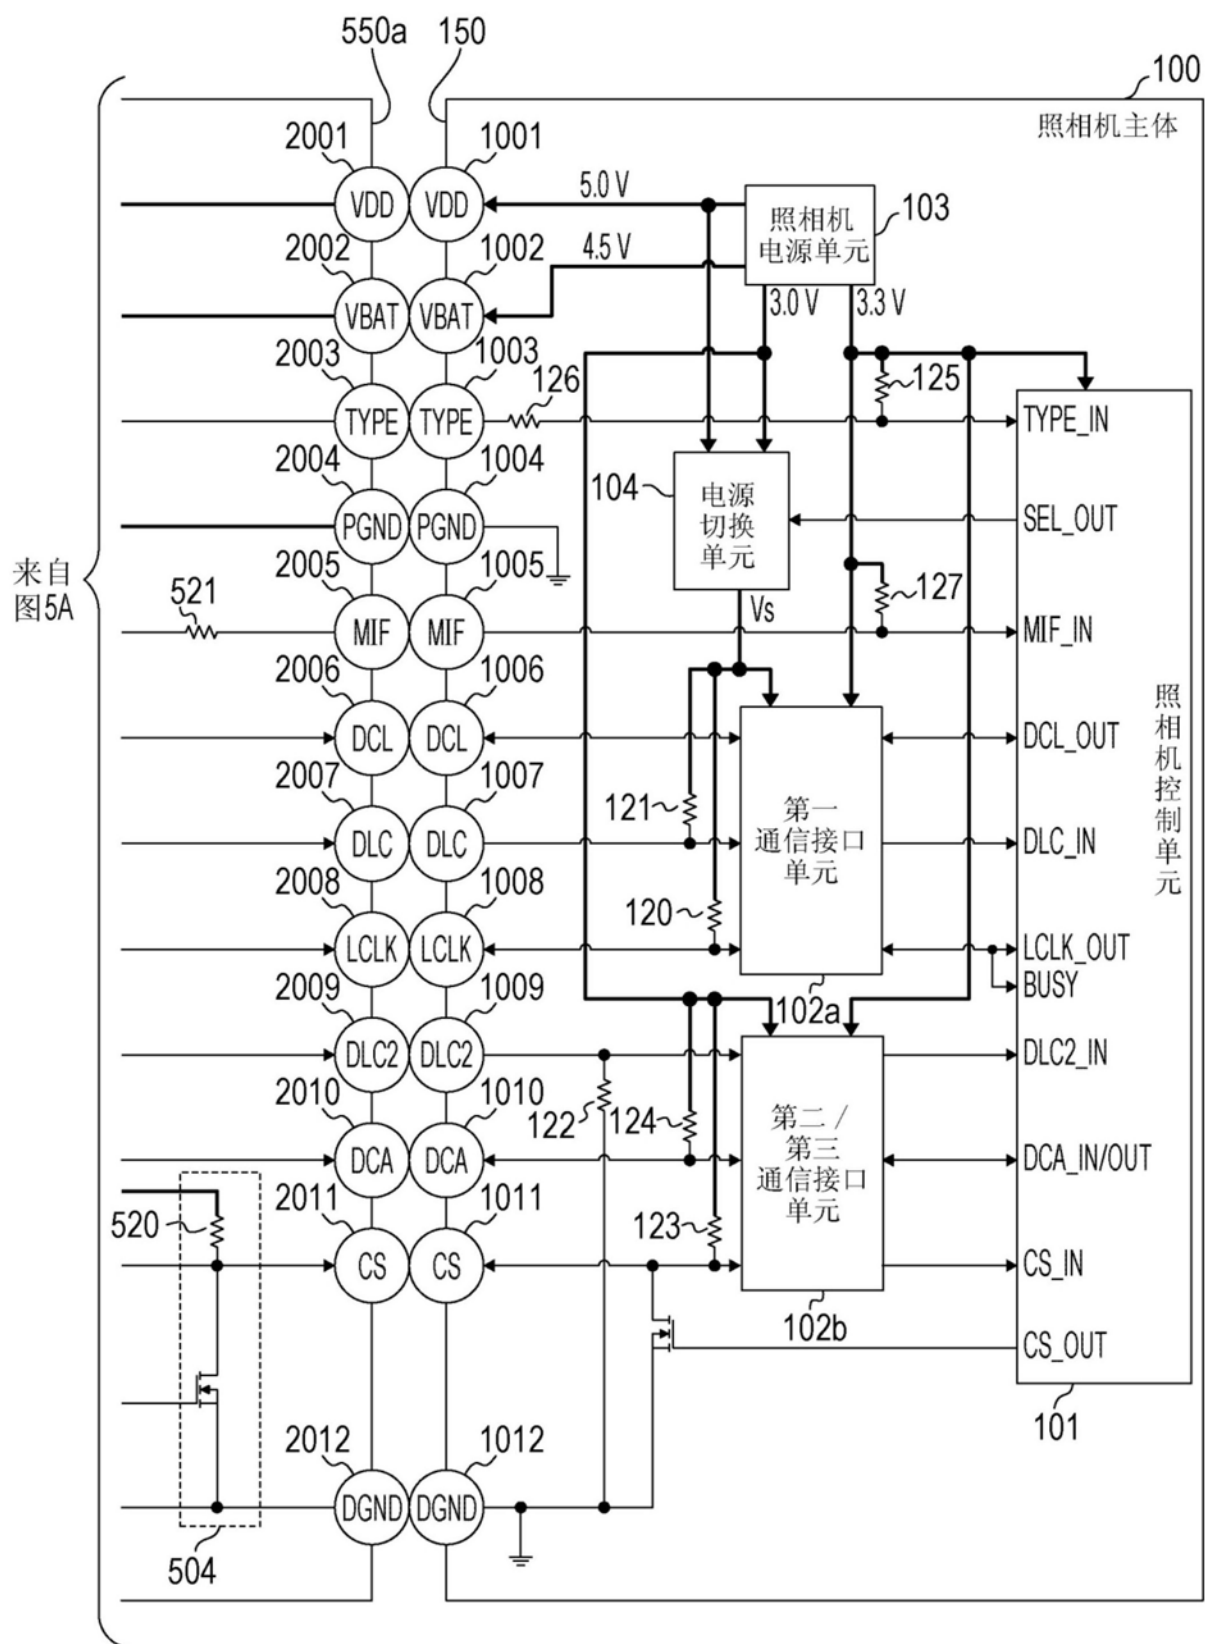 550a
150
100
照相机主体
2001
1001
VDD
VDD
5.0 V
照相机
电源单元
103
2002
1002
VBAT
VBAT
4.5 V
3.0 V
3.3 V
2003
1003
TYPE
TYPE
126
125
TYPE_IN
2004
1004
PGND
PGND
104
电源
切换
单元
SEL_OUT
来自
图5A
521
2005
1005
MIF
MIF
Vs
127
MIF_IN
2006
1006
DCL
DCL
DCL_OUT
照相机控制单元
2007
1007
DLC
DLC
121
第一
通信接口
单元
DLC_IN
2008
1008
LCLK
LCLK
120
LCLK_OUT
BUSY
102a
2009
1009
DLC2
DLC2
DLC2_IN
2010
1010
DCA
DCA
122
124
第二 /
第三
通信接口
单元
DCA_IN/OUT
520
2011
1011
CS
CS
123
CS_IN
102b
CS_OUT
101
2012
1012
DGND
DGND
504